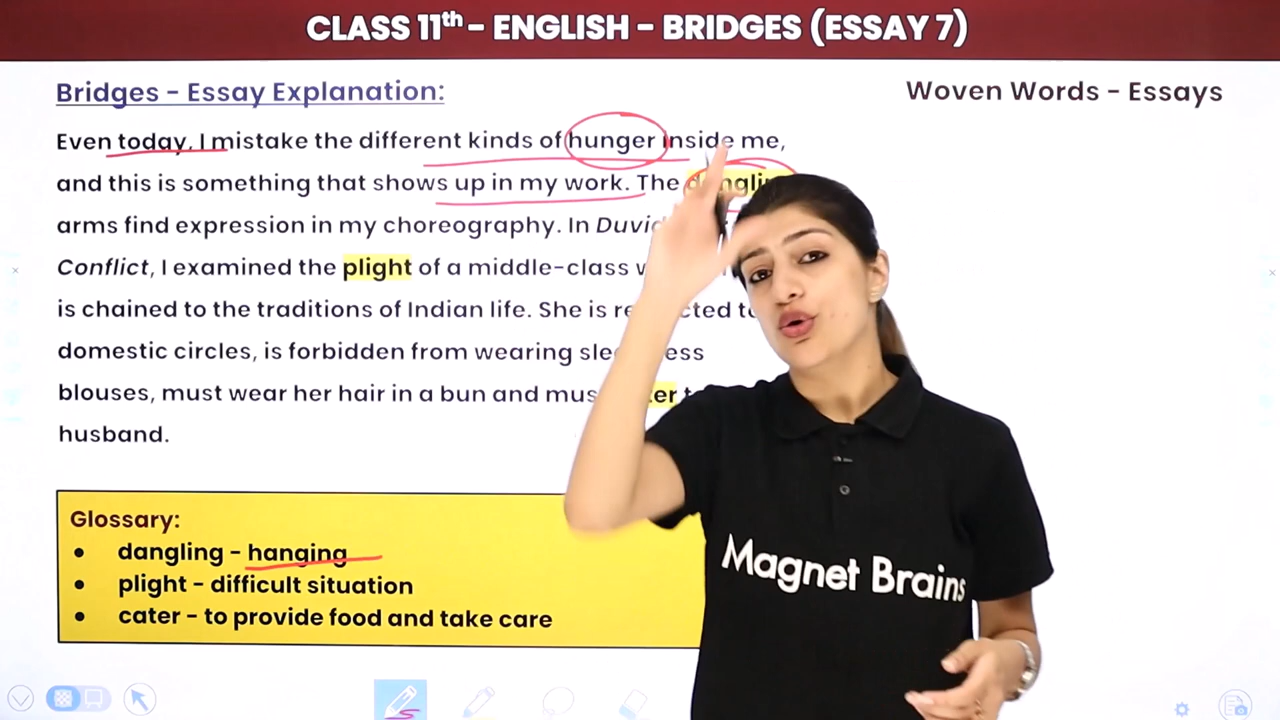 CLASS 11th - ENGLISH - BRIDGES (ESSAY 7)
Bridges - Essay Explanation:
Woven Words - Essays
Even today, I mistake the different kinds of hunger inside me,
and this is something that shows up in my work. The
arms find expression in my choreography. In
Conflict, I examined the plight of a middle-class
is chained to the traditions of Indian life. She is
domestic circles, is forbidden from wearing
blouses, must wear her hair in a bun and
husband.
Glossary:
● dangling - hanging
● plight - difficult situation
● cater - to provide food and take care
Magnet Brains